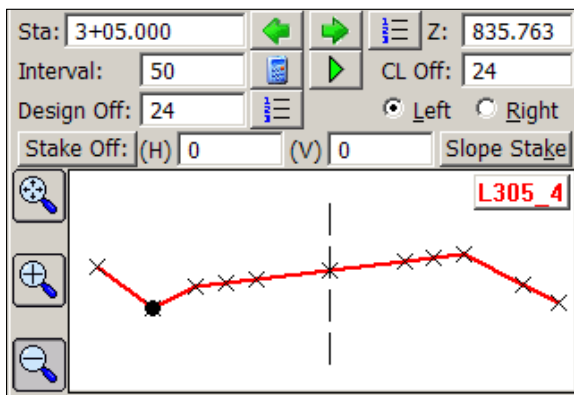 Sta: 3+05.000 Z: 835.763
Interval: 50 CL Off: 24
Design Off: 24 Left Right
Stake Off: (H) 0 (V) 0 Slope Stake
L305_4